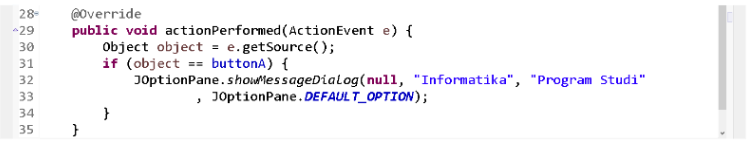 28 @Override
29 public void actionPerformed(ActionEvent e) {
30 Object object = e.getSource();
31 if (object == buttonA) {
32 JOptionPane.showMessageDialog(null, "Informatika", "Program Studi"
33 , JOptionPane.DEFAULT_OPTION);
34 }
35 }